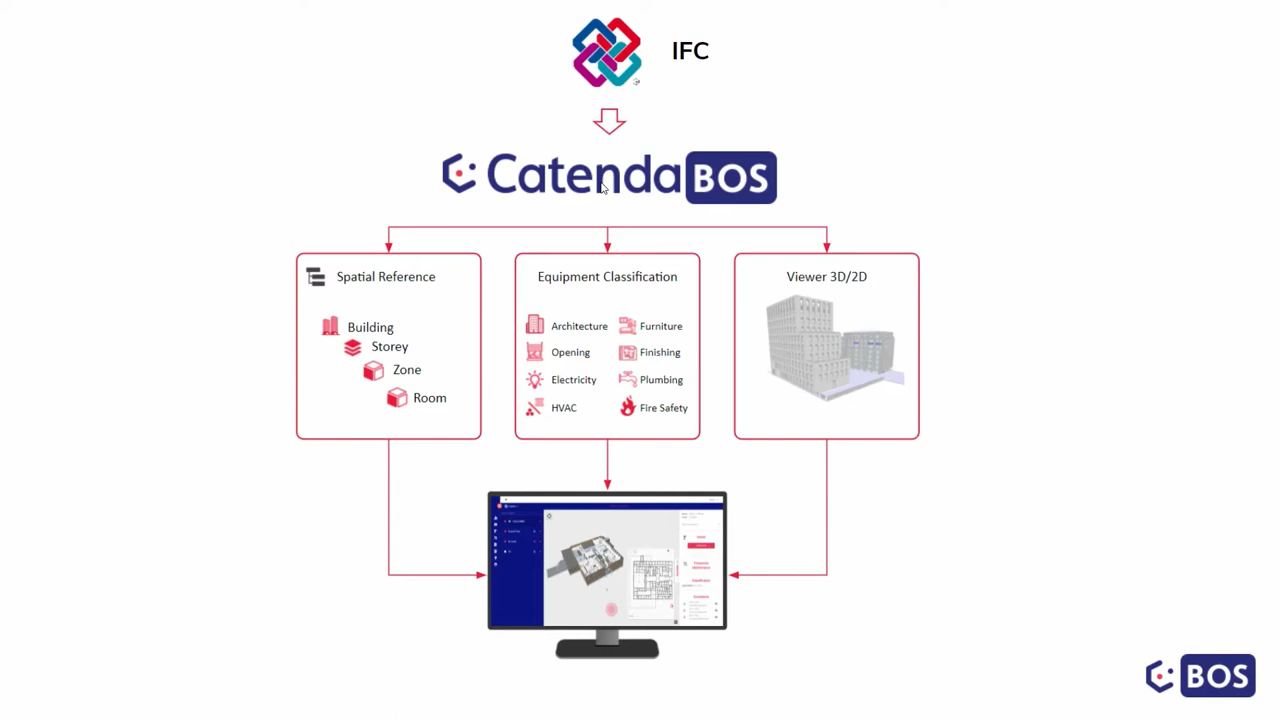 IFC
Catenda BOS
Spatial Reference
Building
Storey
Zone
Room
Equipment Classification
Architecture
Furniture
Opening
Finishing
Electricity
Plumbing
HVAC
Fire Safety
Viewer 3D/2D
BOS